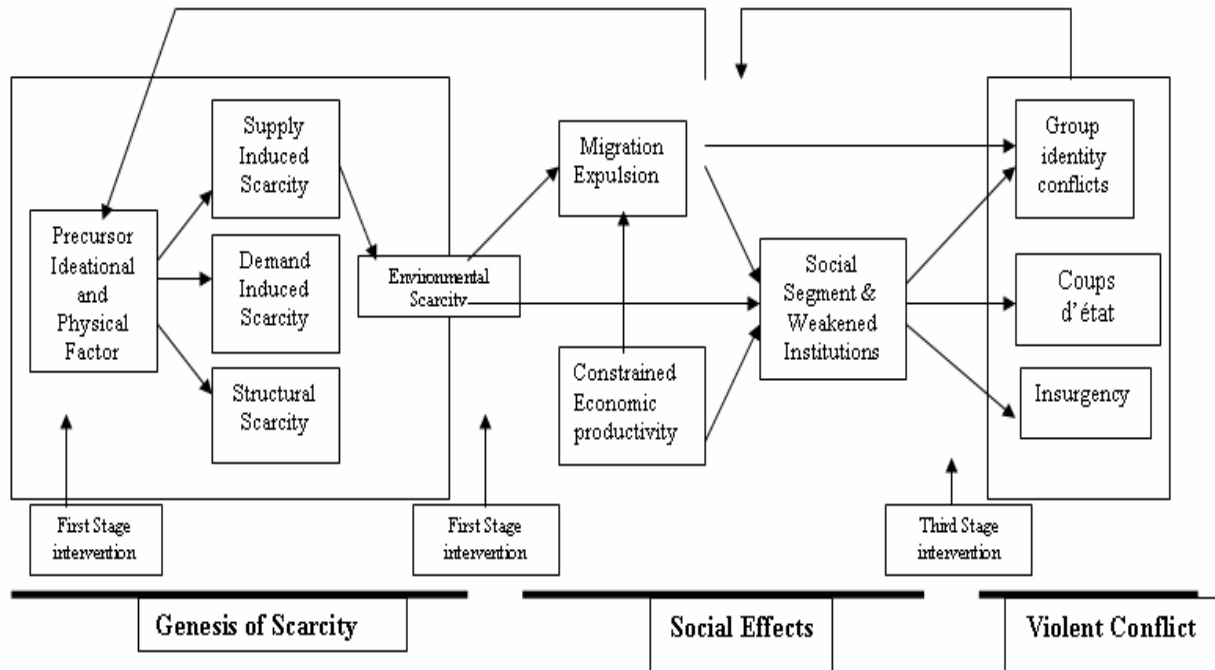 Supply
Induced
Scarcity
Migration
Expulsion
Group
identity
conflicts
Precursor
Ideational
and
Physical
Factor
Demand
Induced
Scarcity
Environmental
Scarcity
Social
Segment &
Weakened
Institutions
Coups
d'état
Structural
Scarcity
Constrained
Economic
productivity
Insurgency
First Stage
intervention
First Stage
intervention
Third Stage
intervention
Genesis of Scarcity
Social Effects
Violent Conflict